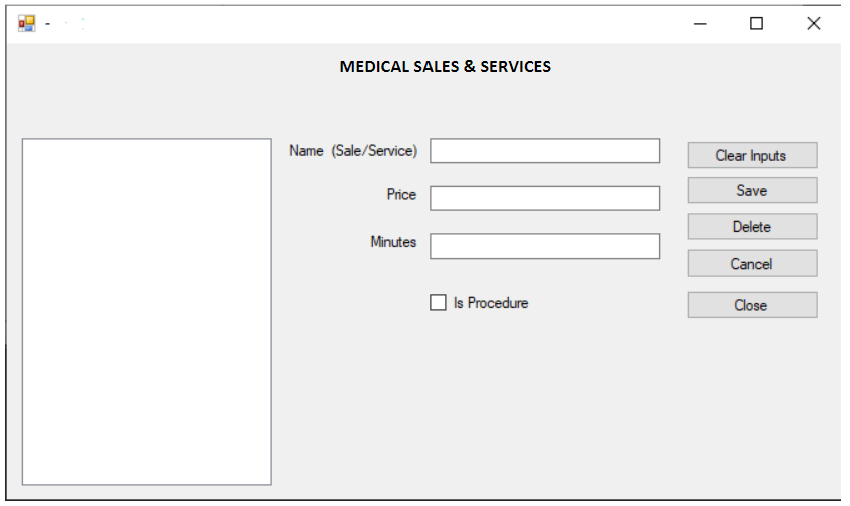 MEDICAL SALES & SERVICES
Name (Sale/Service)
Price
Minutes
Is Procedure
Clear Inputs
Save
Delete
Cancel
Close